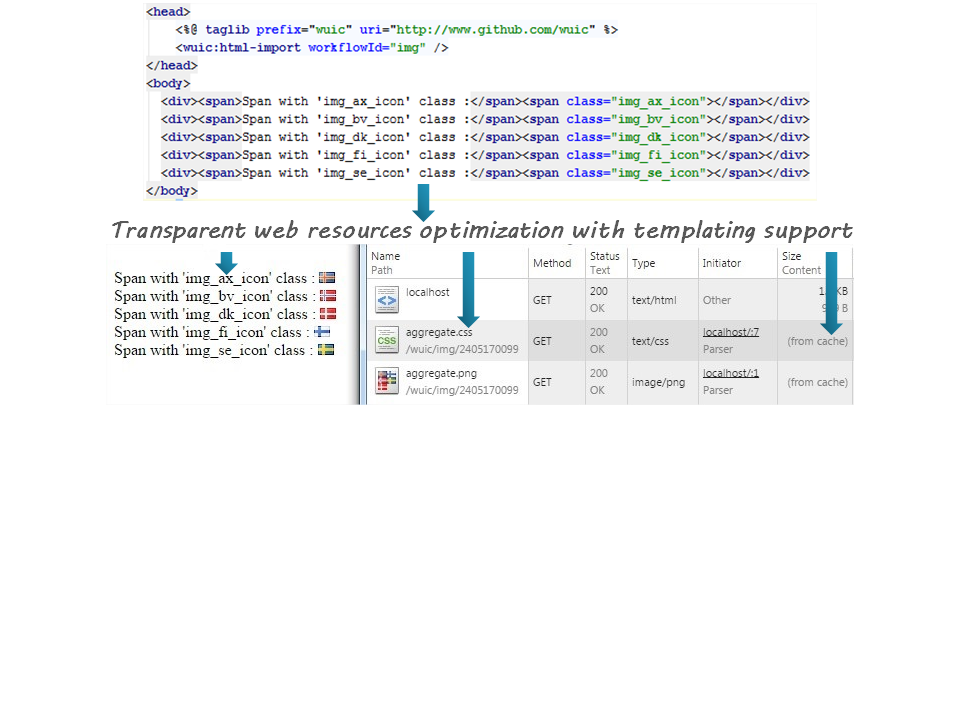 <head>
<%@ taglib prefix="wuic" uri="http://www.github.com/wuic" %>
<wuic:html-import workflowId="img" />
</head>
<body>
<div><span>Span with 'img_ax_icon' class :</span><span class="img_ax_icon"></span></div>
<div><span>Span with 'img_bv_icon' class :</span><span class="img_bv_icon"></span></div>
<div><span>Span with 'img_dk_icon' class :</span><span class="img_dk_icon"></span></div>
<div><span>Span with 'img_fi_icon' class :</span><span class="img_fi_icon"></span></div>
<div><span>Span with 'img_se_icon' class :</span><span class="img_se_icon"></span></div>
</body>
Transparent web resources optimization with templating support
Span with 'img_ax_icon' class :
Span with 'img_bv_icon' class :
Span with 'img_dk_icon' class :
Span with 'img_fi_icon' class :
Span with 'img_se_icon' class :
Name Method Status Type Initiator Size
Path Text Content
localhost GET 200 text/html Other KB
OK B
CSS aggregate.css GET 200 text/css localhost/:7 (from cache)
/wuic/img/2405170099 OK Parser
aggregate.png GET 200 image/png localhost/:1 (from cache)
/wuic/img/2405170099 OK Parser